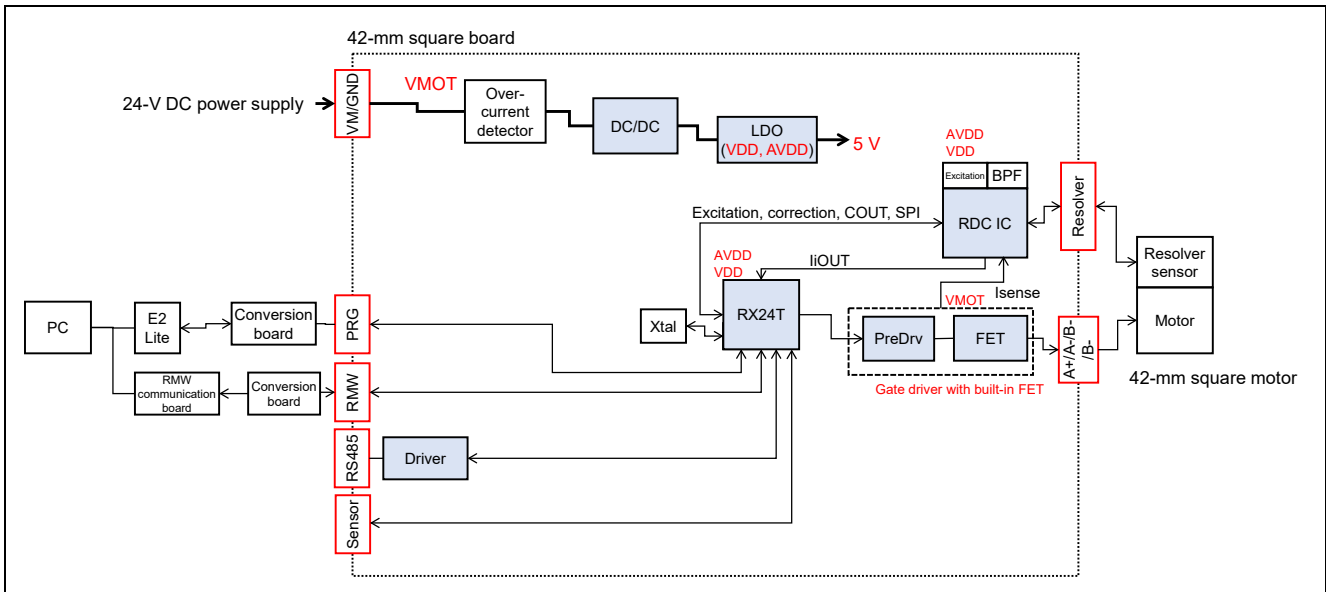 42-mm square board
24-V DC power supply
VM/GND
VMOT
Over-
current
detector
DC/DC
LDO
(VDD, AVDD)
5 V
AVDD
VDD
Excitation
BPF
RDC IC
Resolver
Resolver
sensor
Motor
42-mm square motor
Excitation, correction, COUT, SPI
AVDD
VDD
IiOUT
Isense
VMOT
RX24T
Xtal
PreDrv
FET
Gate driver with built-in FET
A+/A-/B-
/B-
PC
E2
Lite
Conversion
board
PRG
RMW
communication
board
Conversion
board
RMW
RS485
Driver
Sensor